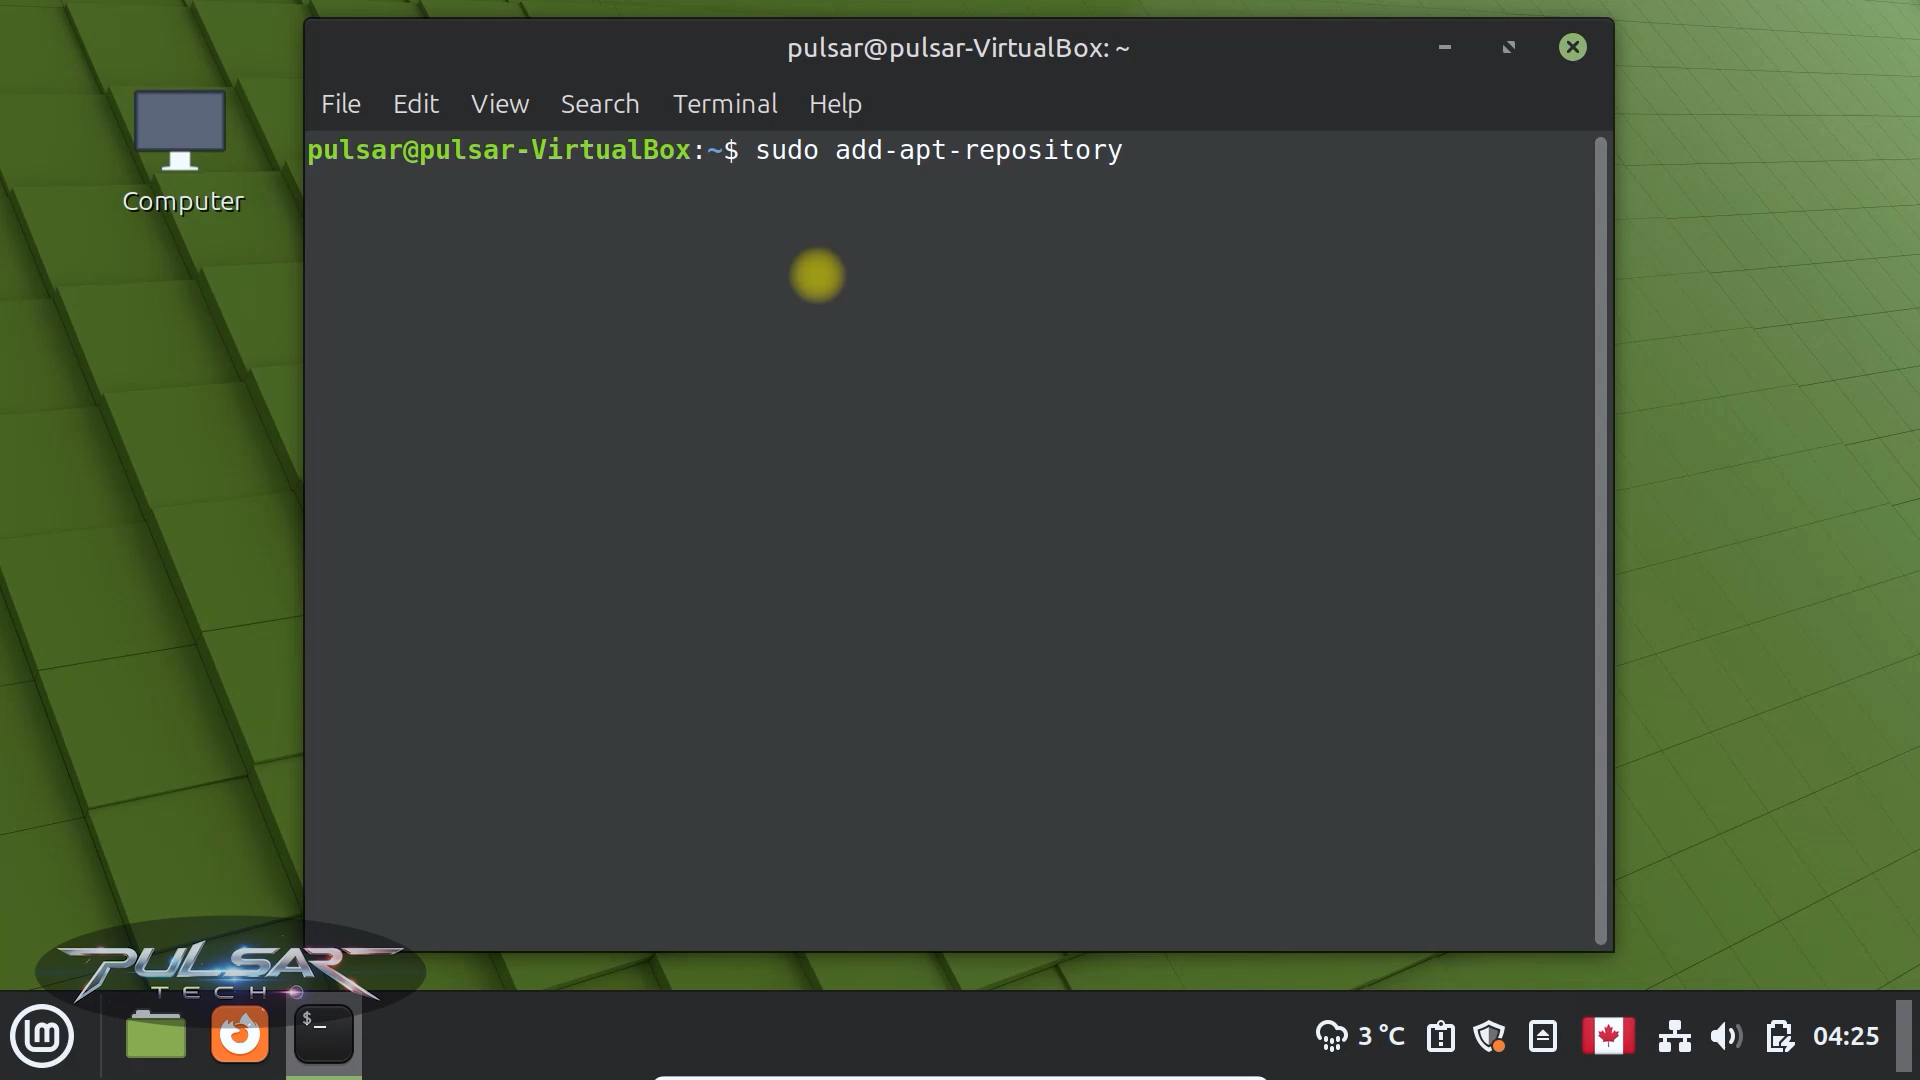 pulsar@pulsar-VirtualBox: ~
File Edit View Search Terminal Help
pulsar@pulsar-VirtualBox:~$ sudo add-apt-repository
Computer
PULSAR
TECH
$_
3 °C
04:25